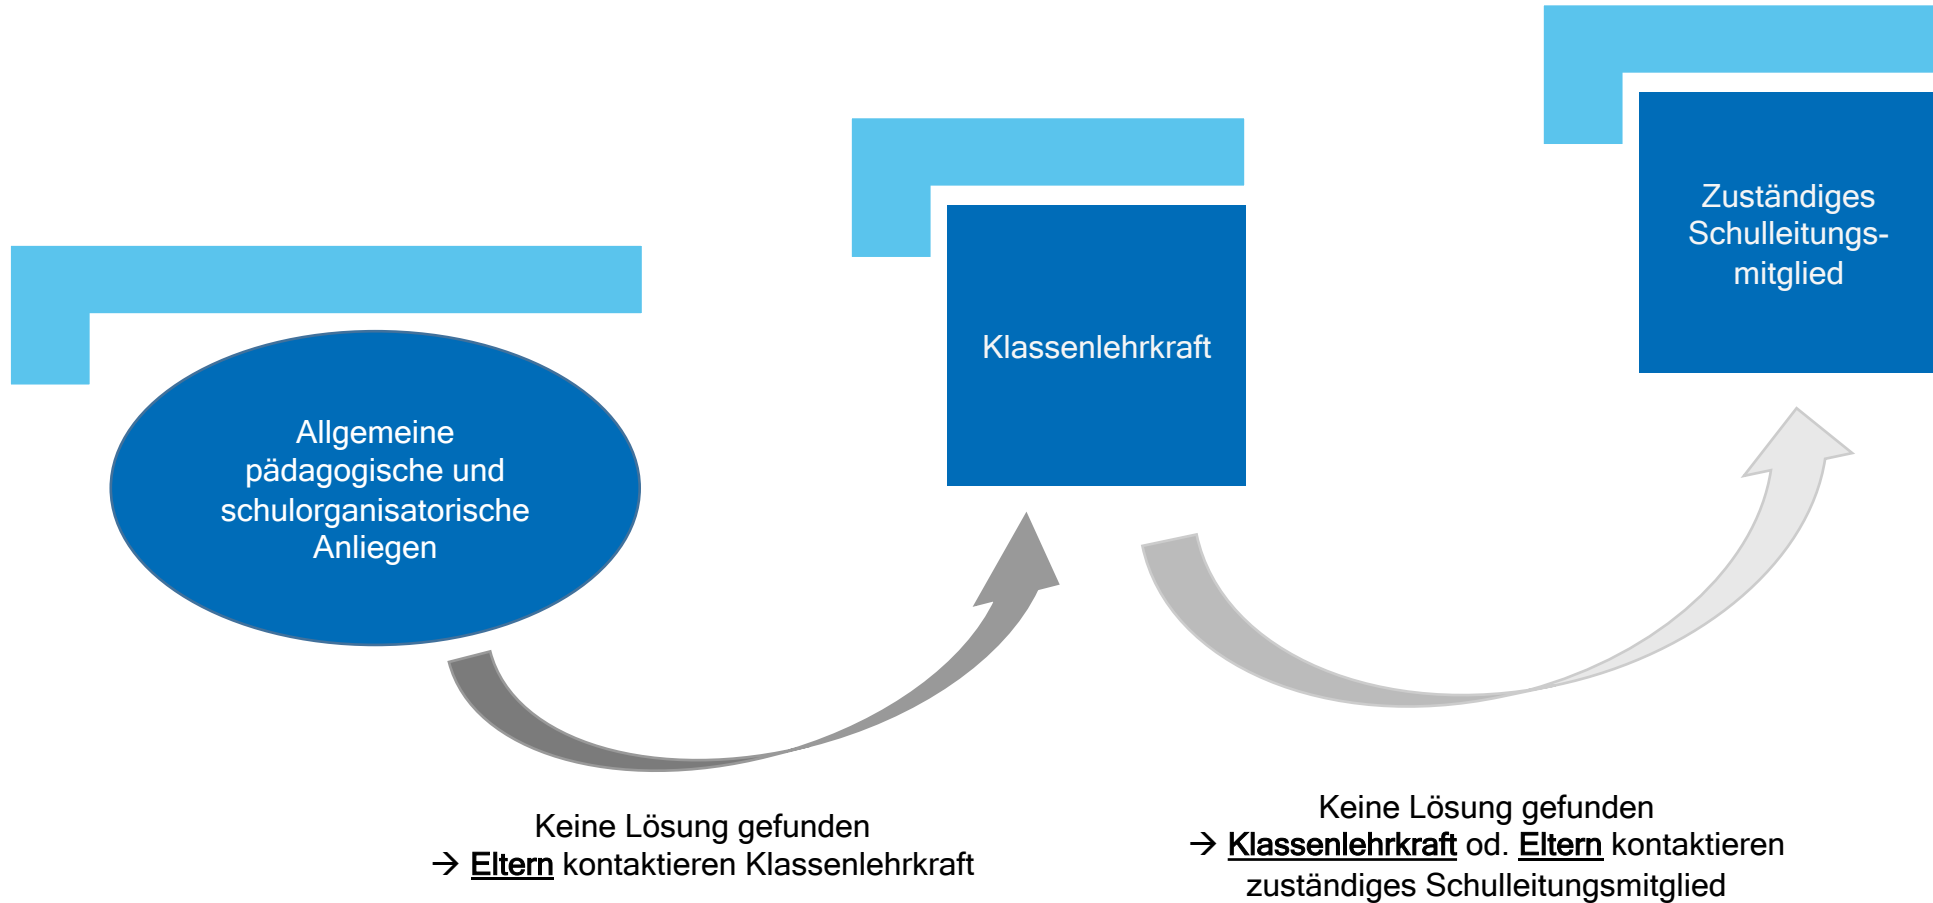 Allgemeine
pädagogische und
schulorganisatorische
Anliegen
Keine Lösung gefunden
→ Eltern kontaktieren Klassenlehrkraft
Klassenlehrkraft
Keine Lösung gefunden
→ Klassenlehrkraft od. Eltern kontaktieren
zuständiges Schulleitungsmitglied
Zuständiges
Schulleitungs-
mitglied